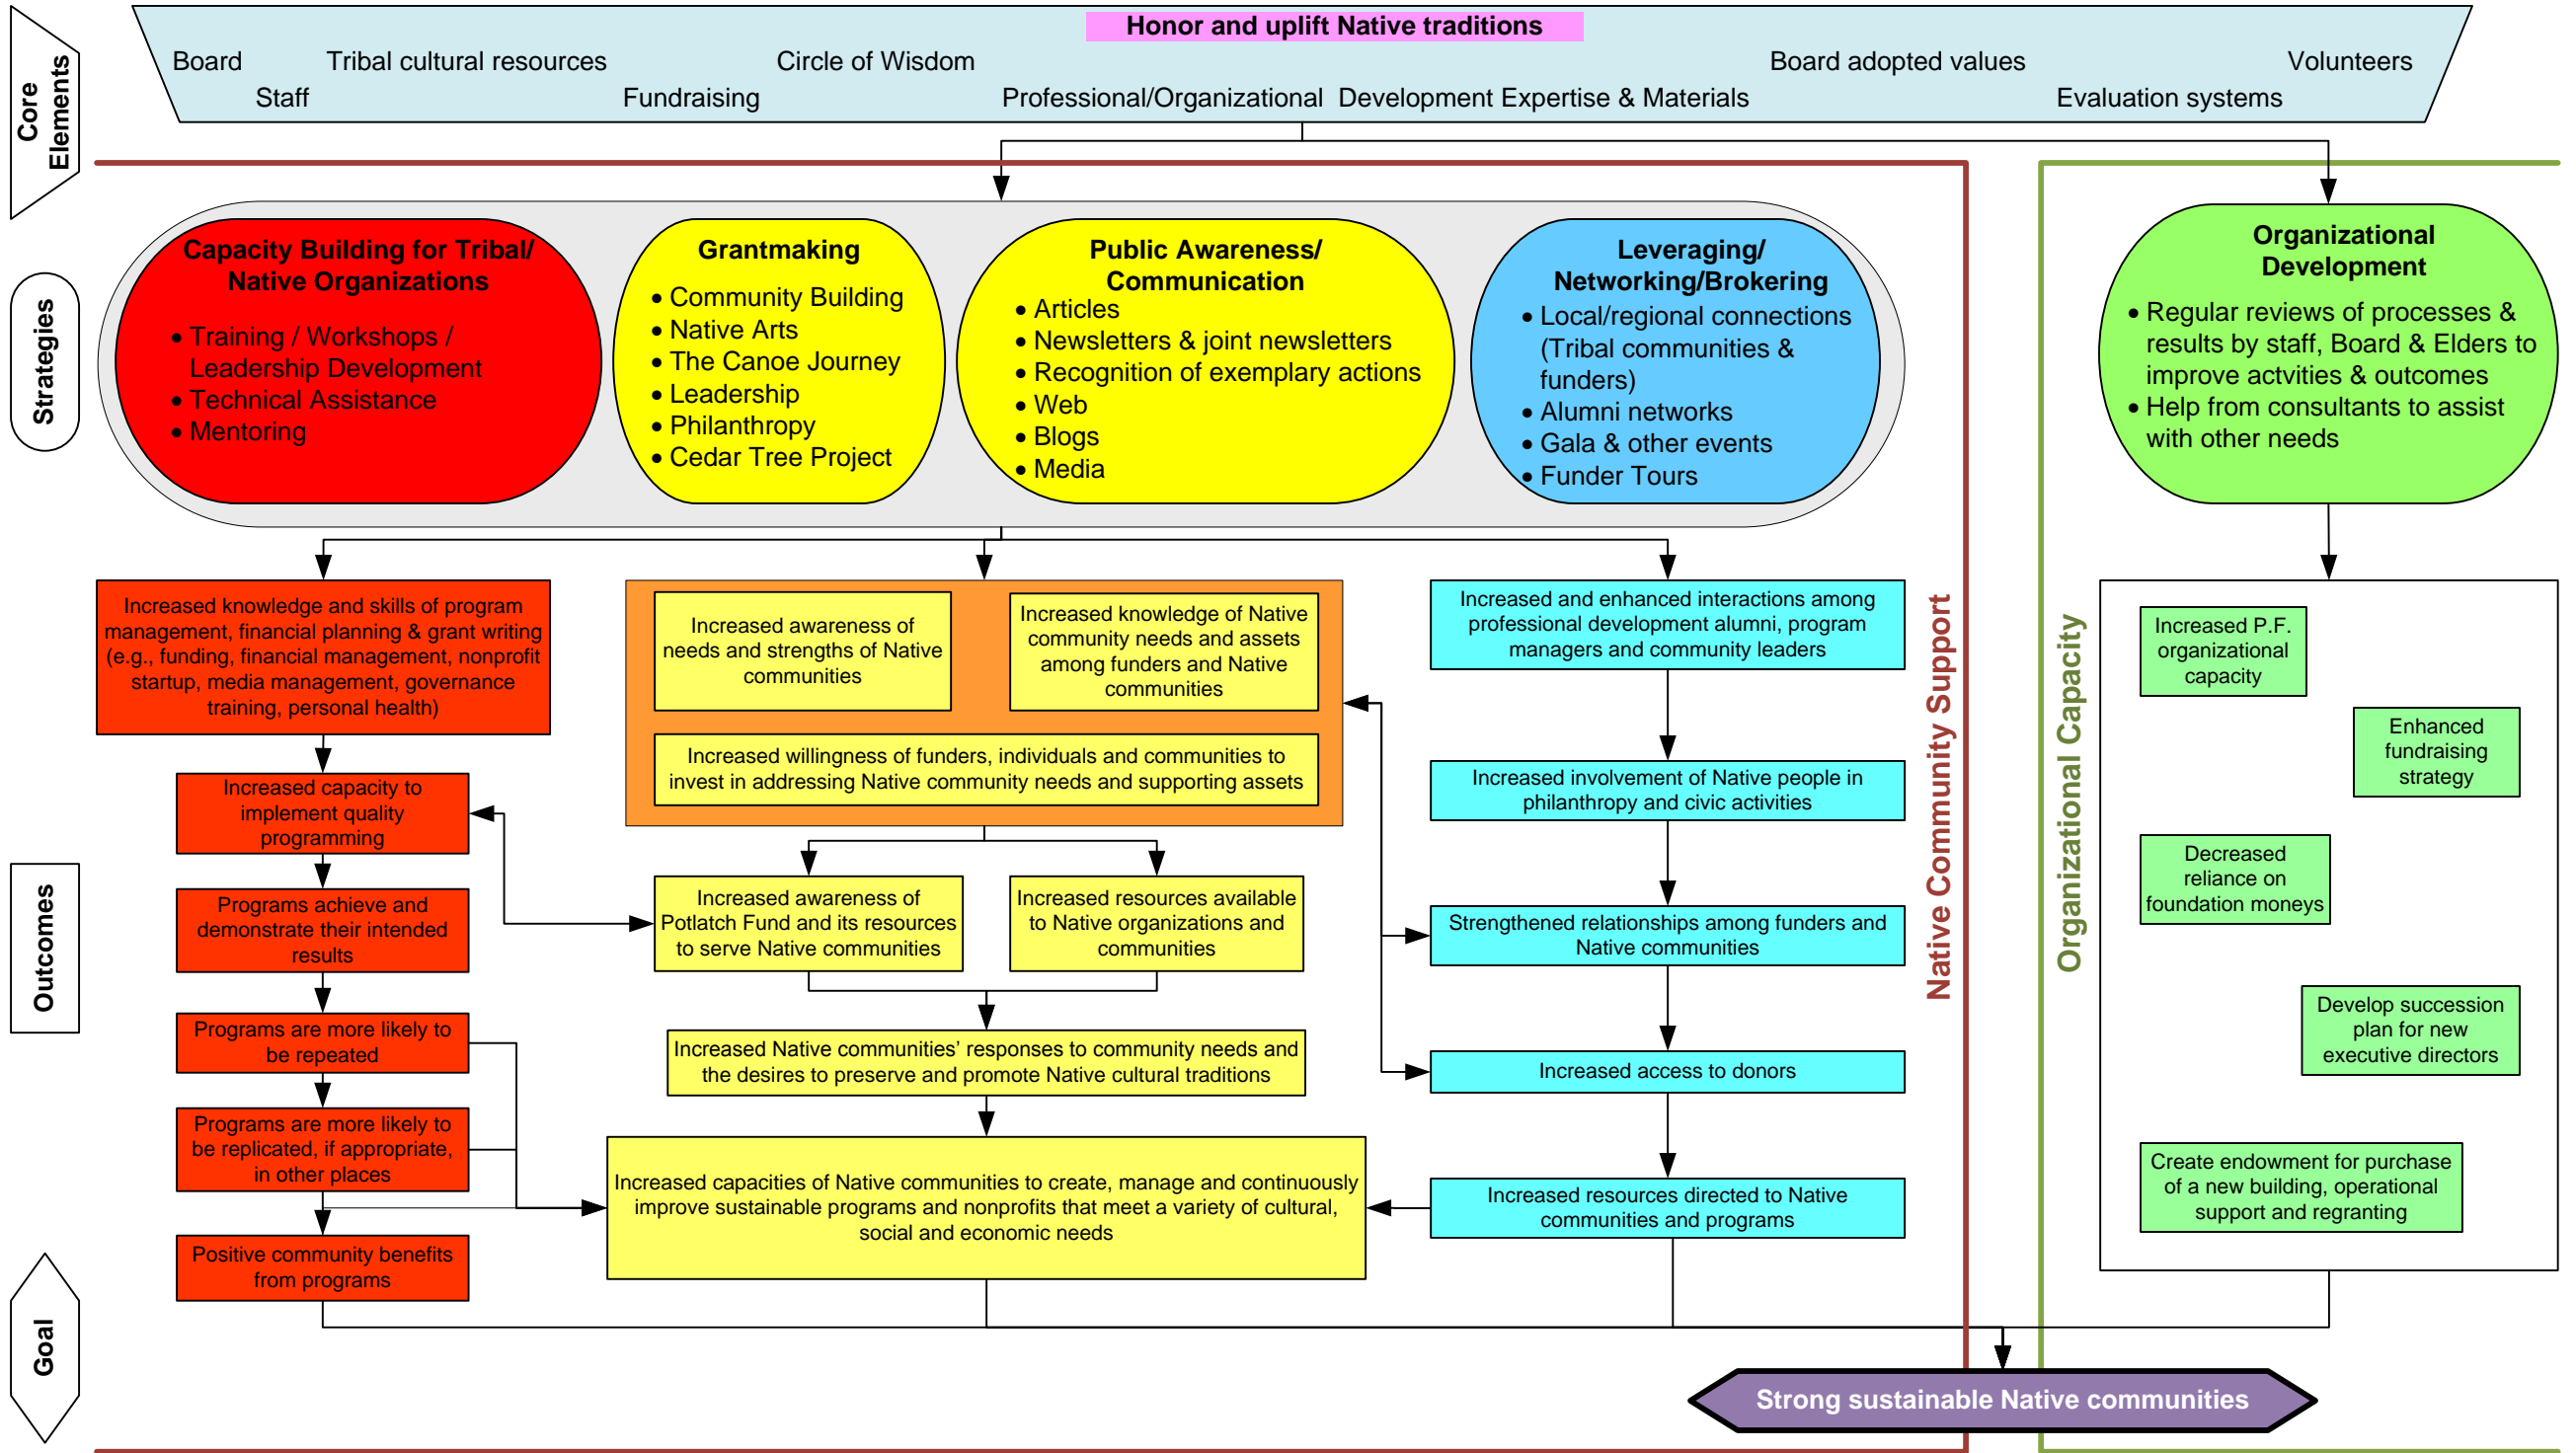 Honor and uplift Native traditions
Board
Tribal cultural resources
Circle of Wisdom
Board adopted values
Volunteers
Staff
Fundraising
Professional/Organizational Development Expertise & Materials
Evaluation systems
Core
Elements
Strategies
Outcomes
Goal
Capacity Building for Tribal/
Native Organizations
• Training / Workshops /
Leadership Development
• Technical Assistance
• Mentoring
Grantmaking
• Community Building
• Native Arts
• The Canoe Journey
• Leadership
• Philanthropy
• Cedar Tree Project
Public Awareness/
Communication
• Articles
• Newsletters & joint newsletters
• Recognition of exemplary actions
• Web
• Blogs
• Media
Leveraging/
Networking/Brokering
• Local/regional connections
(Tribal communities &
funders)
• Alumni networks
• Gala & other events
• Funder Tours
Organizational
Development
• Regular reviews of processes &
results by staff, Board & Elders to
improve actvities & outcomes
• Help from consultants to assist
with other needs
Increased knowledge and skills of program
management, financial planning & grant writing
(e.g., funding, financial management, nonprofit
startup, media management, governance
training, personal health)
Increased capacity to
implement quality
programming
Programs achieve and
demonstrate their intended
results
Programs are more likely to
be repeated
Programs are more likely to
be replicated, if appropriate,
in other places
Positive community benefits
from programs
Increased awareness of
needs and strengths of Native
communities
Increased knowledge of Native
community needs and assets
among funders and Native
communities
Increased willingness of funders, individuals and communities to
invest in addressing Native community needs and supporting assets
Increased awareness of
Potlatch Fund and its resources
to serve Native communities
Increased resources available
to Native organizations and
communities
Increased Native communities’ responses to community needs and
the desires to preserve and promote Native cultural traditions
Increased capacities of Native communities to create, manage and continuously
improve sustainable programs and nonprofits that meet a variety of cultural,
social and economic needs
Increased and enhanced interactions among
professional development alumni, program
managers and community leaders
Increased involvement of Native people in
philanthropy and civic activities
Strengthened relationships among funders and
Native communities
Increased access to donors
Increased resources directed to Native
communities and programs
Native Community Support
Organizational Capacity
Increased P.F.
organizational
capacity
Enhanced
fundraising
strategy
Decreased
reliance on
foundation moneys
Develop succession
plan for new
executive directors
Create endowment for purchase
of a new building, operational
support and regranting
Strong sustainable Native communities